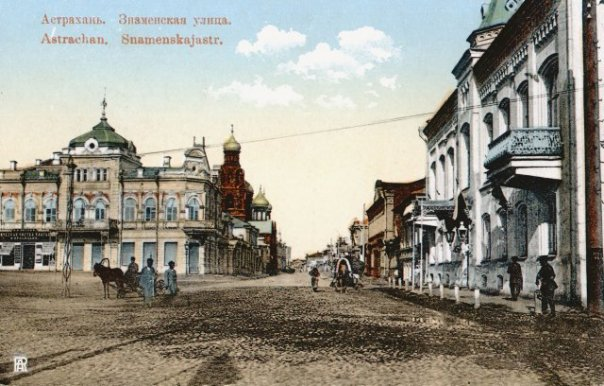 Астрахань. Знаменская улица.
Astrachan. Snamenskajastr.